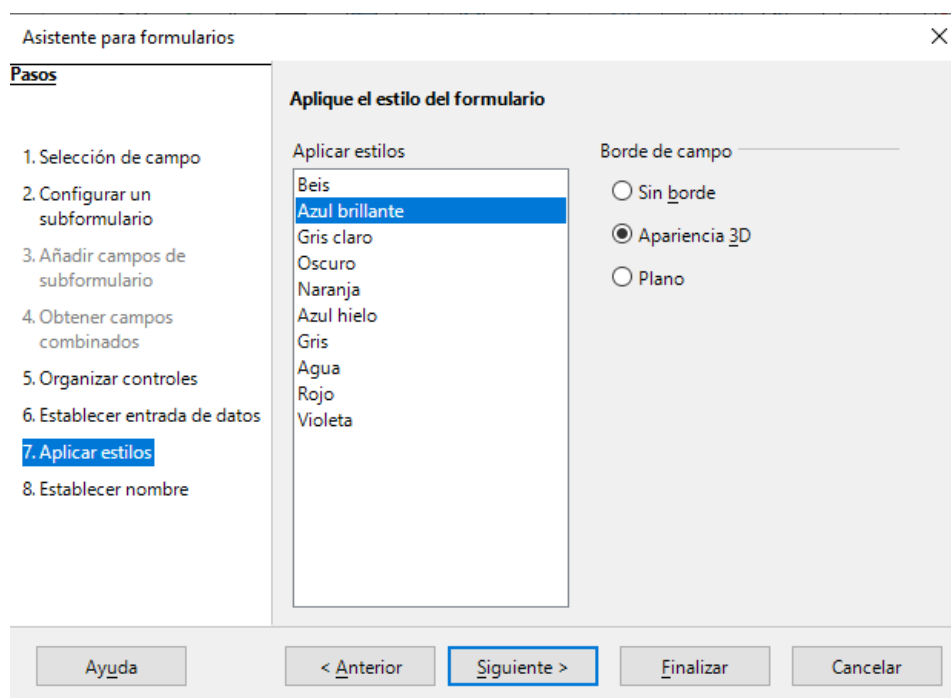 Asistente para formularios
Pasos
1. Selección de campo
2. Configurar un
subformulario
3. Añadir campos de
subformulario
4. Obtener campos
combinados
5. Organizar controles
6. Establecer entrada de datos
7. Aplicar estilos
8. Establecer nombre
Aplique el estilo del formulario
Aplicar estilos
Beis
Azul brillante
Gris claro
Oscuro
Naranja
Azul hielo
Gris
Agua
Rojo
Violeta
Borde de campo
Sin borde
Apariencia 3D
Plano
Ayuda
< Anterior
Siguiente >
Finalizar
Cancelar